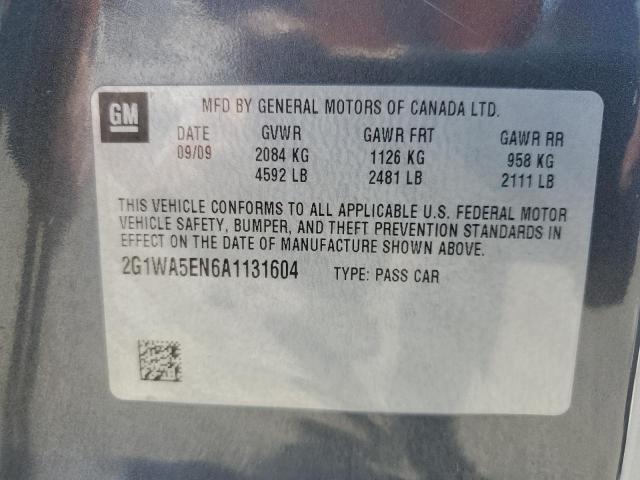 GM
MFD BY GENERAL MOTORS OF CANADA LTD.
DATE GVWR GAWR FRT GAWR RR
09/09 2084 KG 1126 KG 958 KG
4592 LB 2481 LB 2111 LB
THIS VEHICLE CONFORMS TO ALL APPLICABLE U.S. FEDERAL MOTOR
VEHICLE SAFETY, BUMPER, AND THEFT PREVENTION STANDARDS IN
EFFECT ON THE DATE OF MANUFACTURE SHOWN ABOVE.
2G1WA5EN6A1131604 TYPE: PASS CAR